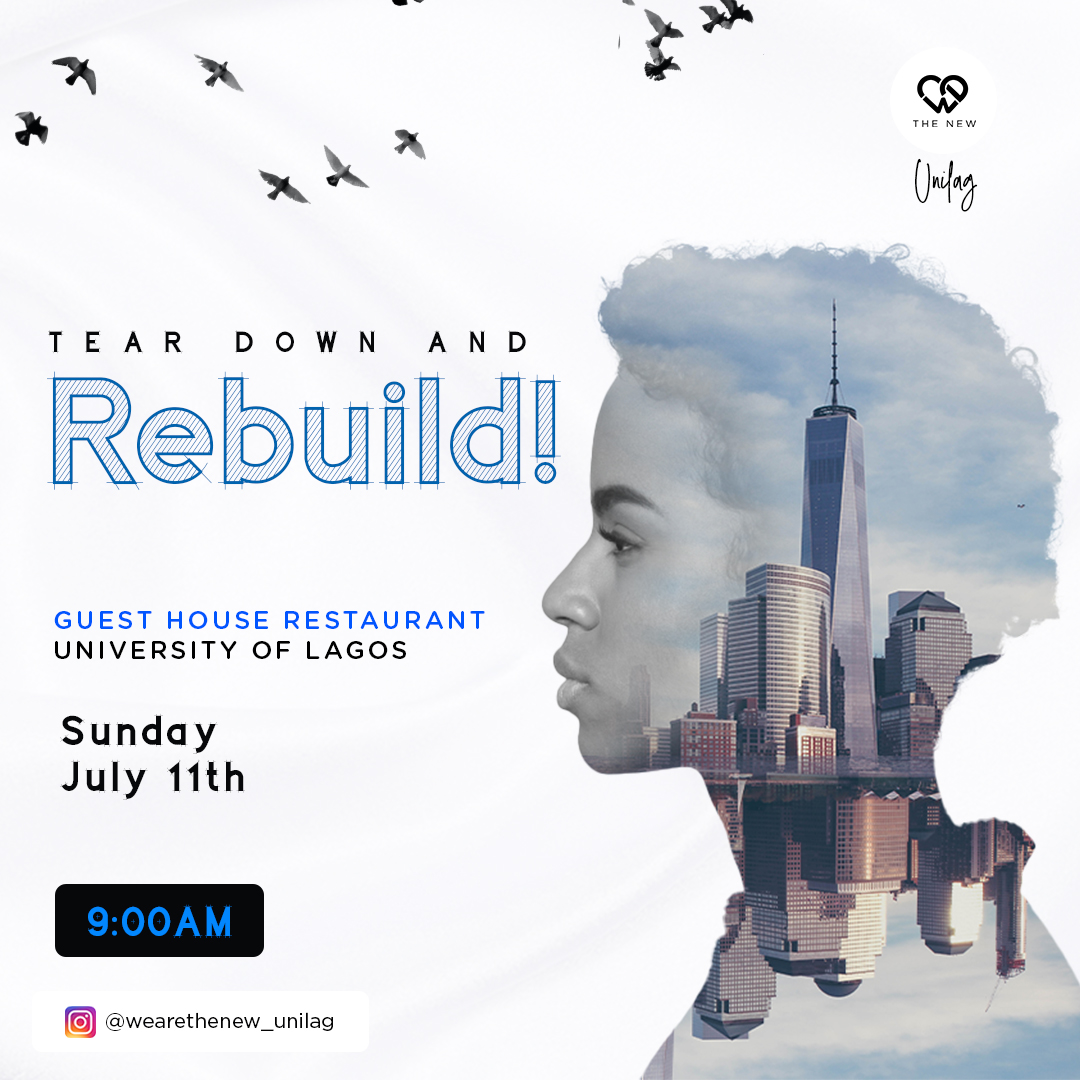 THE NEW
Unilag
TEAR DOWN AND
Rebuild!
GUEST HOUSE RESTAURANT
UNIVERSITY OF LAGOS
Sunday
July 11th
9:00AM
@wearethenew_unilag